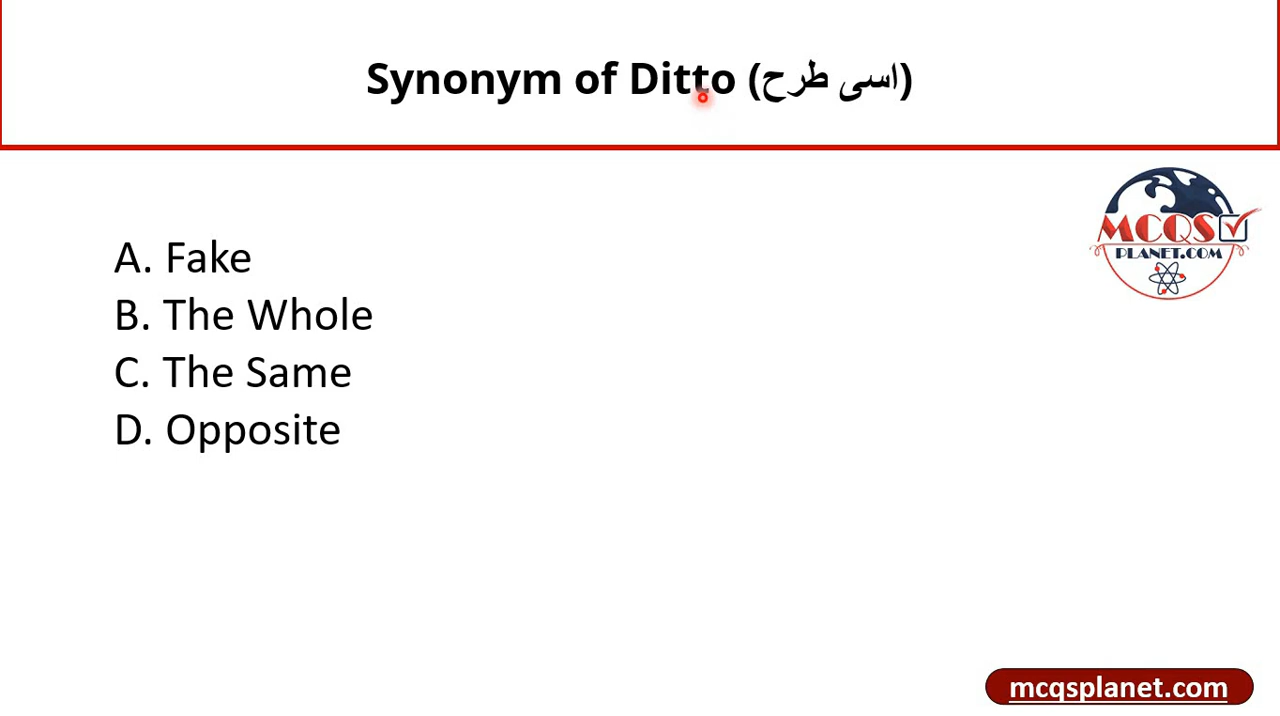 Synonym of Ditto (اسی طرح)
MCQS
PLANET.COM
A. Fake
B. The Whole
C. The Same
D. Opposite
mcqsplanet.com